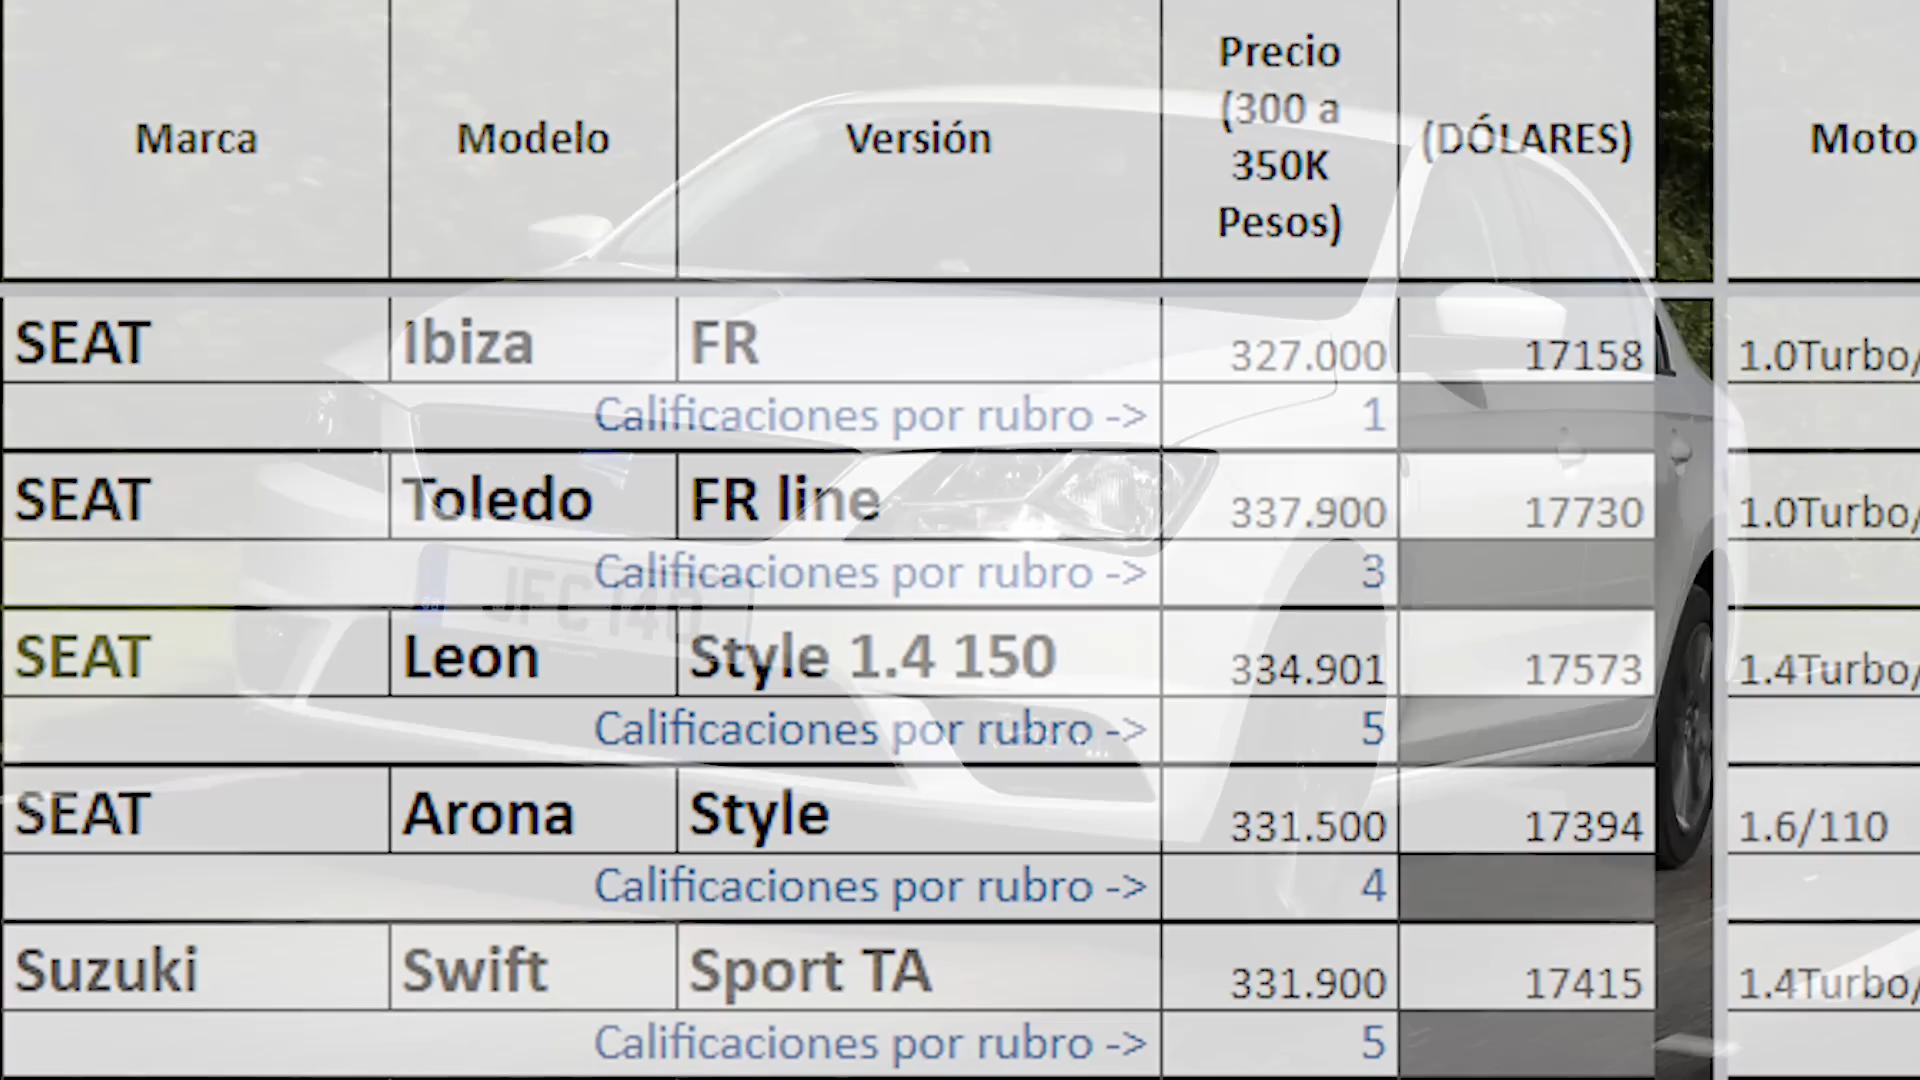 Marca Modelo Versión Precio (DÓLARES) Moto
(300 a
350K
Pesos)
SEAT Ibiza FR 327.000 17158 1.0Turbo/
Calificaciones por rubro -> 1
SEAT Toledo FR line 337.900 17730 1.0Turbo/
Calificaciones por rubro -> 3
SEAT Leon Style 1.4 150 334.901 17573 1.4Turbo/
Calificaciones por rubro -> 5
SEAT Arona Style 331.500 17394 1.6/110
Calificaciones por rubro -> 4
Suzuki Swift Sport TA 331.900 17415 1.4Turbo/
Calificaciones por rubro -> 5